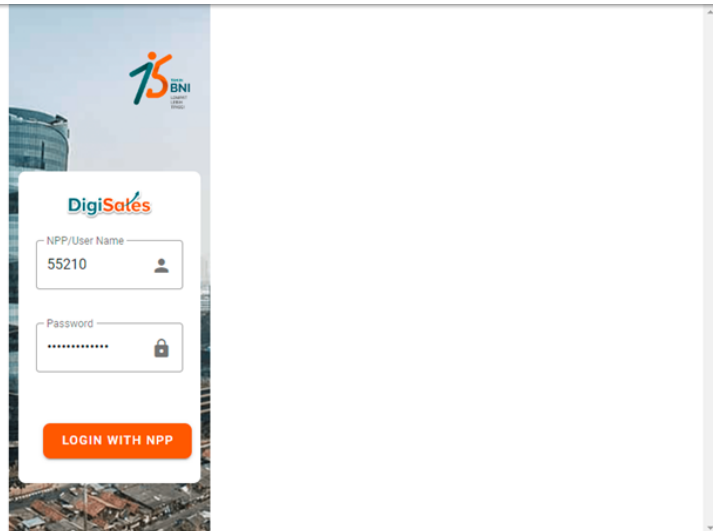 75
BNI
DigiSales
NPP/User Name
55210
Password
•••••••••••••
LOGIN WITH NPP